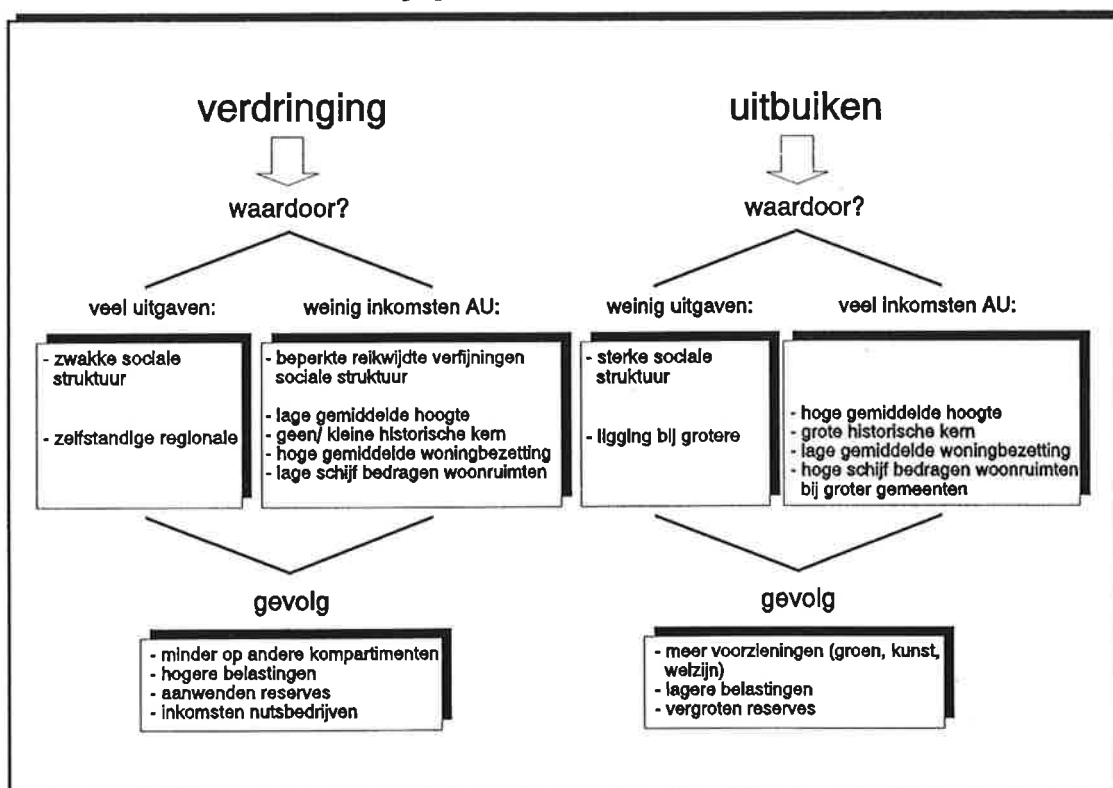 verdringing
waardoor?
veel uitgaven:
- zwakke sociale
struktuur
- zelfstandige regionale
weinig inkomsten AU:
- beperkte reikwijdte verfijningen
sociale struktuur
- lage gemiddelde hoogte
- geen/ kleine historische kern
- hoge gemiddelde woningbezetting
- lage schijf bedragen woonruimten
gevolg
- minder op andere kompartimenten
- hogere belastingen
- aanwenden reserves
- inkomsten nutsbedrijven
uitbuiken
waardoor?
weinig uitgaven:
- sterke sociale
struktuur
- ligging bij grotere
veel inkomsten AU:
- hoge gemiddelde hoogte
- grote historische kern
- lage gemiddelde woningbezetting
- hoge schijf bedragen woonruimten
bij groter gemeenten
gevolg
- meer voorzieningen (groen, kunst,
welzijn)
- lagere belastingen
- vergroten reserves